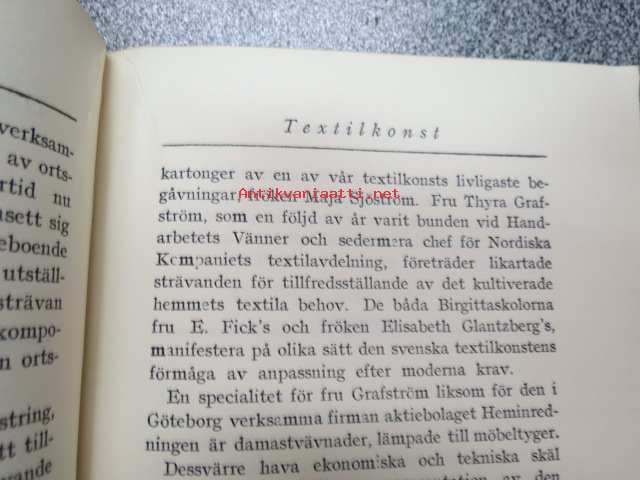 verksam-
av orts-
rtid nu
asett sig
eboende
utställ-
strävan
kompo-
n orts-
string,
tt till-
vande
Textilkonst
kartonger av en av vår textilkonsts livligaste be-
gåvningar, fröken Maja Sjöström. Fru Thyra Graf-
Antikvariaatti.net
ström, som en följd av år varit bunden vid Hand-
arbetets Vänner och sedermera chef för Nordiska
Kompaniets textilavdelning, företräder likartade
strävanden för tillfredsställande av det kultiverade
hemmets textila behov. De båda Birgittaskolorna
fru E. Fick's och fröken Elisabeth Glantzberg's,
manifestera på olika sätt den svenska textilkonstens
förmåga av anpassning efter moderna krav.
En specialitet för fru Grafström liksom för den i
Göteborg verksamma firman aktiebolaget Heminred-
ningen är damastvävnader, lämpade till möbeltyger.
Dessvärre hava ekonomiska och tekniska skäl
av den